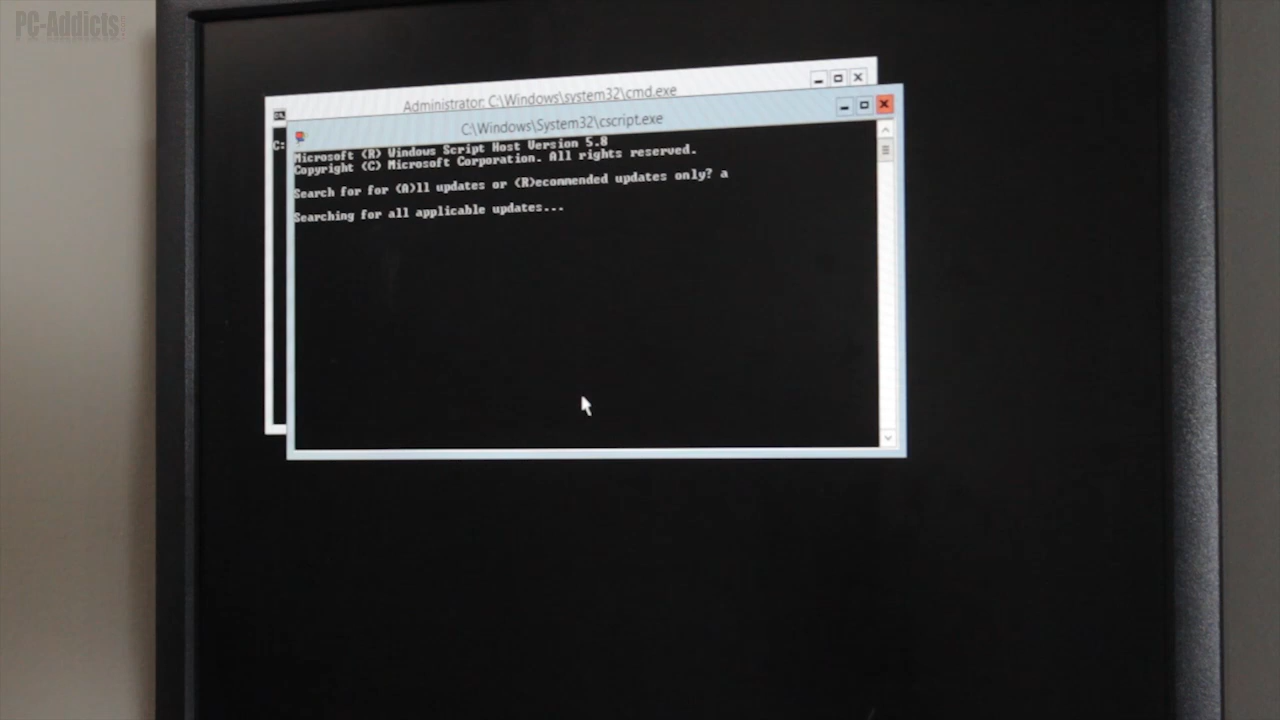 PC-Addicts.com
Administrator: C:\Windows\system32\cmd.exe
C:\Windows\System32\cscript.exe
C:
Microsoft (R) Windows Script Host Version 5.8
Copyright (C) Microsoft Corporation. All rights reserved.
Search for for (A)ll updates or (R)ecommended updates only? a
Searching for all applicable updates...